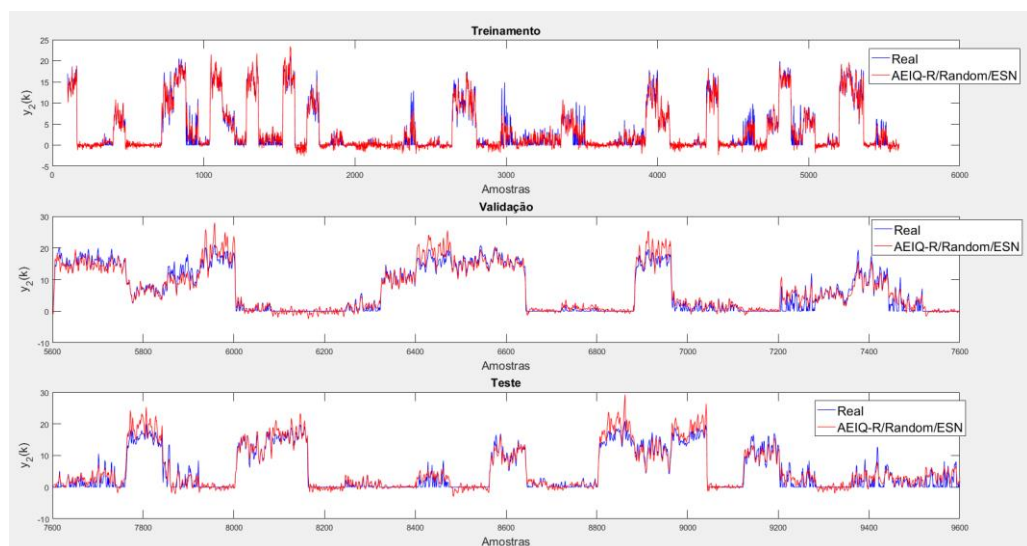 Treinamento
25
20
15
10
5
0
-5
y₂(k)
Real
AEIQ-R/Random/ESN
0 1000 2000 3000 4000 5000 6000
Amostras
Validação
30
20
10
0
-10
y₂(k)
Real
AEIQ-R/Random/ESN
5600 5800 6000 6200 6400 6600 6800 7000 7200 7400 7600
Amostras
Teste
30
20
10
0
-10
y₂(k)
Real
AEIQ-R/Random/ESN
7600 7800 8000 8200 8400 8600 8800 9000 9200 9400 9600
Amostras